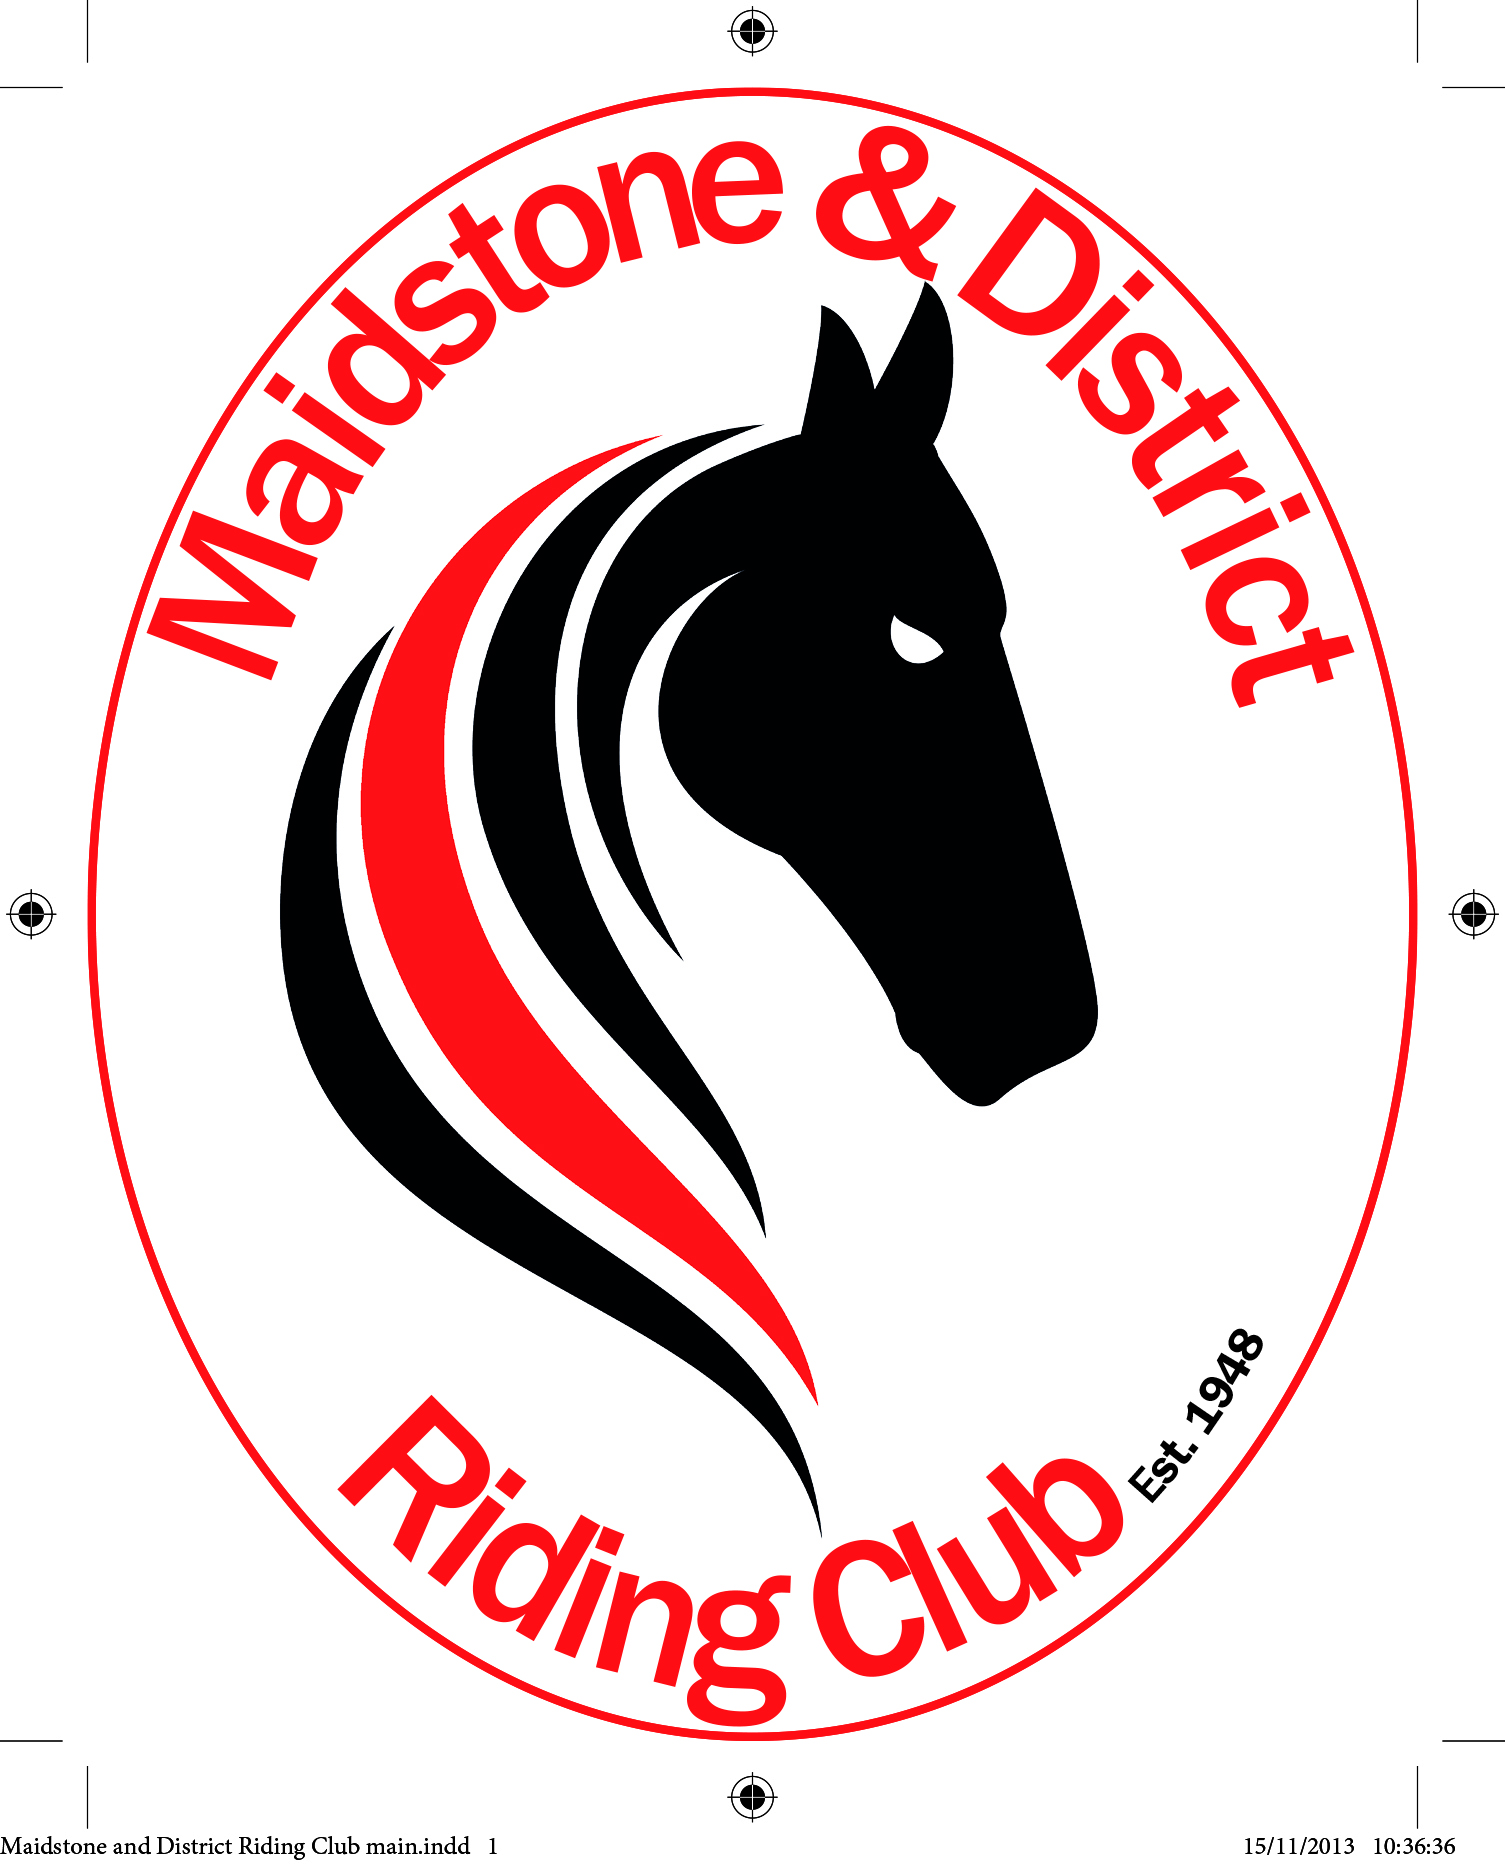 Maidstone & District
Riding Club
Est. 1948
Maidstone and District Riding Club main.indd 1
15/11/2013 10:36:36